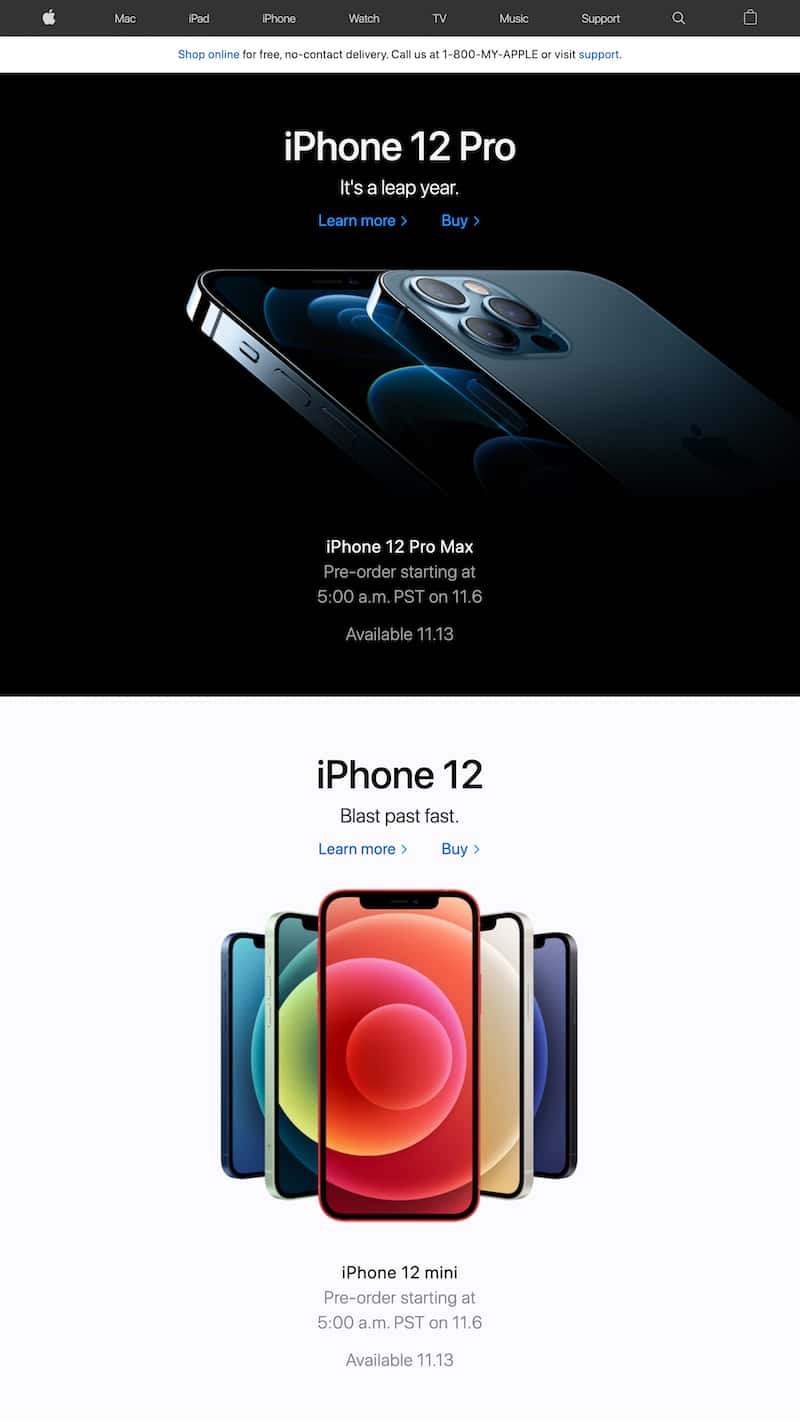 Mac iPad iPhone Watch TV Music Support
Shop online for free, no-contact delivery. Call us at 1-800-MY-APPLE or visit support.
iPhone 12 Pro
It's a leap year.
Learn more > Buy >
iPhone 12 Pro Max
Pre-order starting at
5:00 a.m. PST on 11.6
Available 11.13
iPhone 12
Blast past fast.
Learn more > Buy >
iPhone 12 mini
Pre-order starting at
5:00 a.m. PST on 11.6
Available 11.13